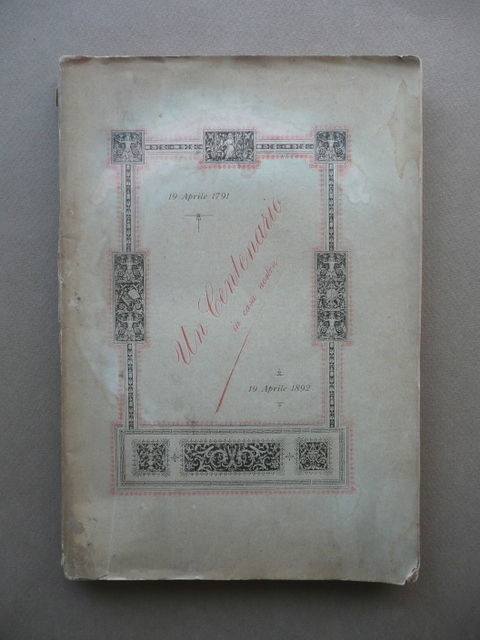 19 Aprile 1791
Un Centenario
in casa nostra
19 Aprile 1892